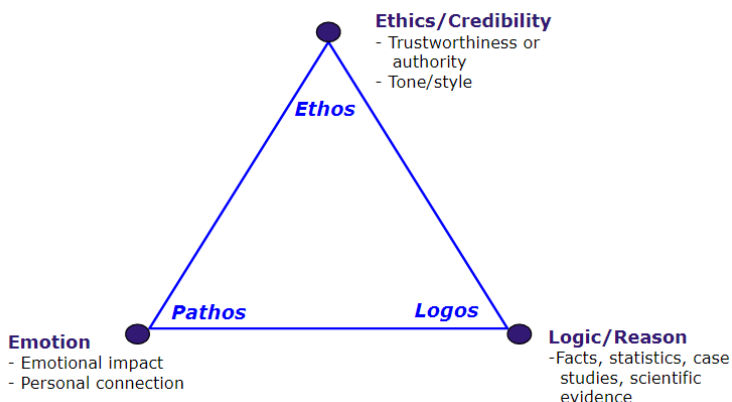 Ethics/Credibility
- Trustworthiness or
authority
- Tone/style
Ethos
Pathos
Logos
Emotion
- Emotional impact
- Personal connection
Logic/Reason
-Facts, statistics, case
studies, scientific
evidence